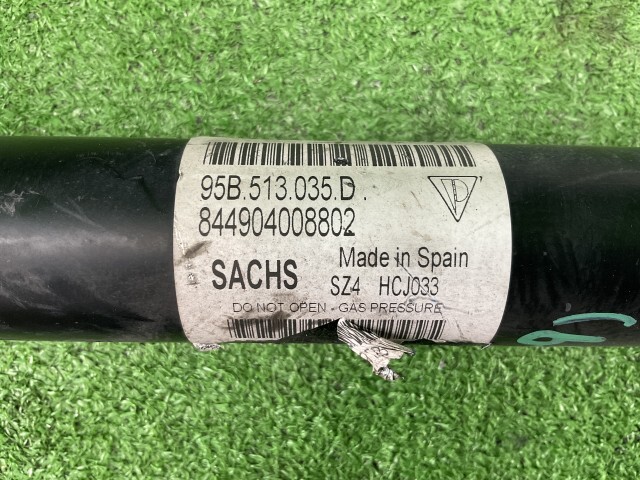 95B.513.035.D .
844904008802
Made in Spain
SACHS SZ4 HCJ033
DO NOT OPEN - GAS PRESSURE